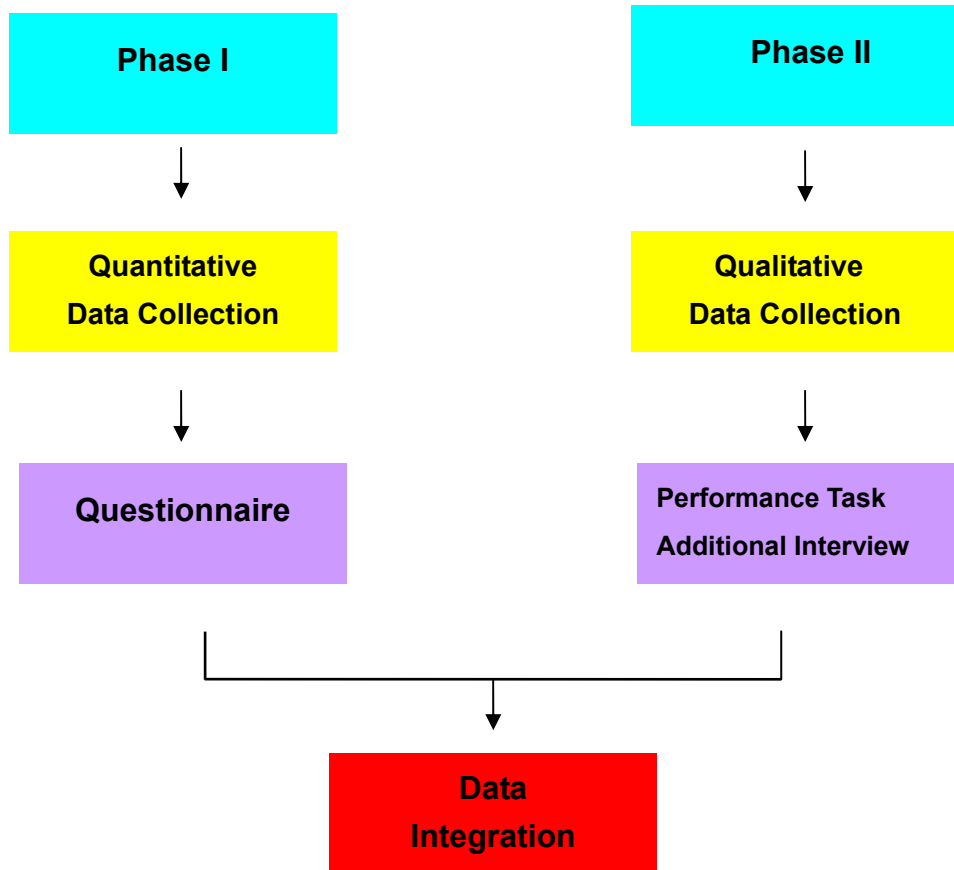 Phase I
Phase II
Quantitative
Data Collection
Qualitative
Data Collection
Questionnaire
Performance Task
Additional Interview
Data
Integration